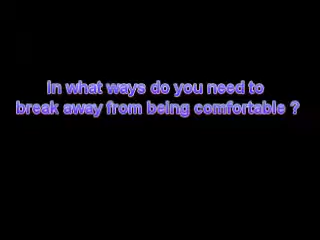 In what ways do you need to
break away from being comfortable ?